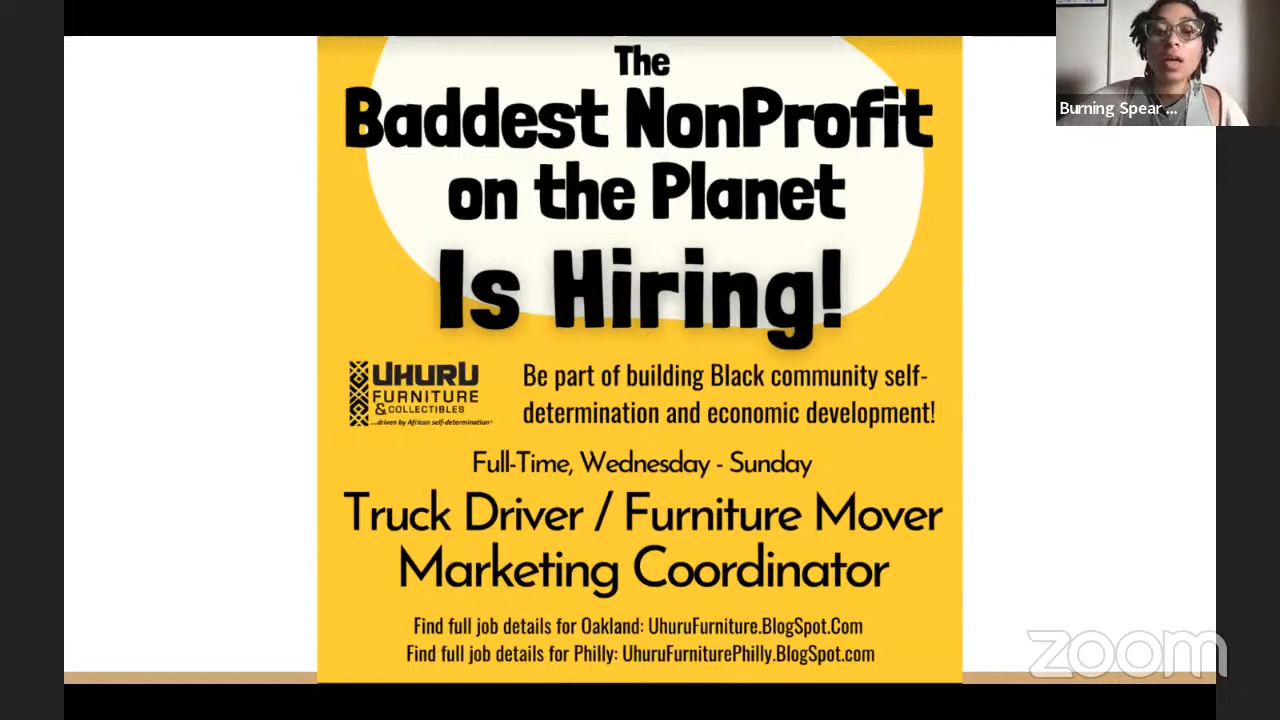 The
Baddest NonProfit
on the Planet
Is Hiring!
UHURU
FURNITURE
& COLLECTIBLES
...driven by African self-determination!
Be part of building Black community self-
determination and economic development!
Full-Time, Wednesday - Sunday
Truck Driver / Furniture Mover
Marketing Coordinator
Find full job details for Oakland: UhuruFurniture.BlogSpot.Com
Find full job details for Philly: UhuruFurniturePhilly.BlogSpot.com
Burning Spear ...
zoom